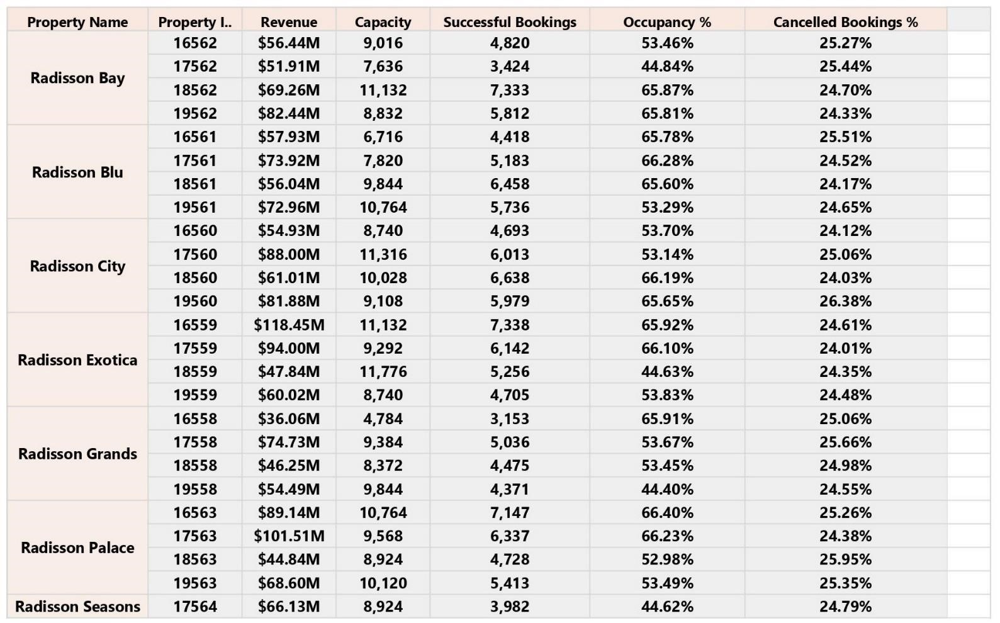 Property Name Property I.. Revenue Capacity Successful Bookings Occupancy % Cancelled Bookings %
Radisson Bay 16562 $56.44M 9,016 4,820 53.46% 25.27%
17562 $51.91M 7,636 3,424 44.84% 25.44%
18562 $69.26M 11,132 7,333 65.87% 24.70%
19562 $82.44M 8,832 5,812 65.81% 24.33%
Radisson Blu 16561 $57.93M 6,716 4,418 65.78% 25.51%
17561 $73.92M 7,820 5,183 66.28% 24.52%
18561 $56.04M 9,844 6,458 65.60% 24.17%
19561 $72.96M 10,764 5,736 53.29% 24.65%
Radisson City 16560 $54.93M 8,740 4,693 53.70% 24.12%
17560 $88.00M 11,316 6,013 53.14% 25.06%
18560 $61.01M 10,028 6,638 66.19% 24.03%
19560 $81.88M 9,108 5,979 65.65% 26.38%
Radisson Exotica 16559 $118.45M 11,132 7,338 65.92% 24.61%
17559 $94.00M 9,292 6,142 66.10% 24.01%
18559 $47.84M 11,776 5,256 44.63% 24.35%
19559 $60.02M 8,740 4,705 53.83% 24.48%
Radisson Grands 16558 $36.06M 4,784 3,153 65.91% 25.06%
17558 $74.73M 9,384 5,036 53.67% 25.66%
18558 $46.25M 8,372 4,475 53.45% 24.98%
19558 $54.49M 9,844 4,371 44.40% 24.55%
Radisson Palace 16563 $89.14M 10,764 7,147 66.40% 25.26%
17563 $101.51M 9,568 6,337 66.23% 24.38%
18563 $44.84M 8,924 4,728 52.98% 25.95%
19563 $68.60M 10,120 5,413 53.49% 25.35%
Radisson Seasons 17564 $66.13M 8,924 3,982 44.62% 24.79%